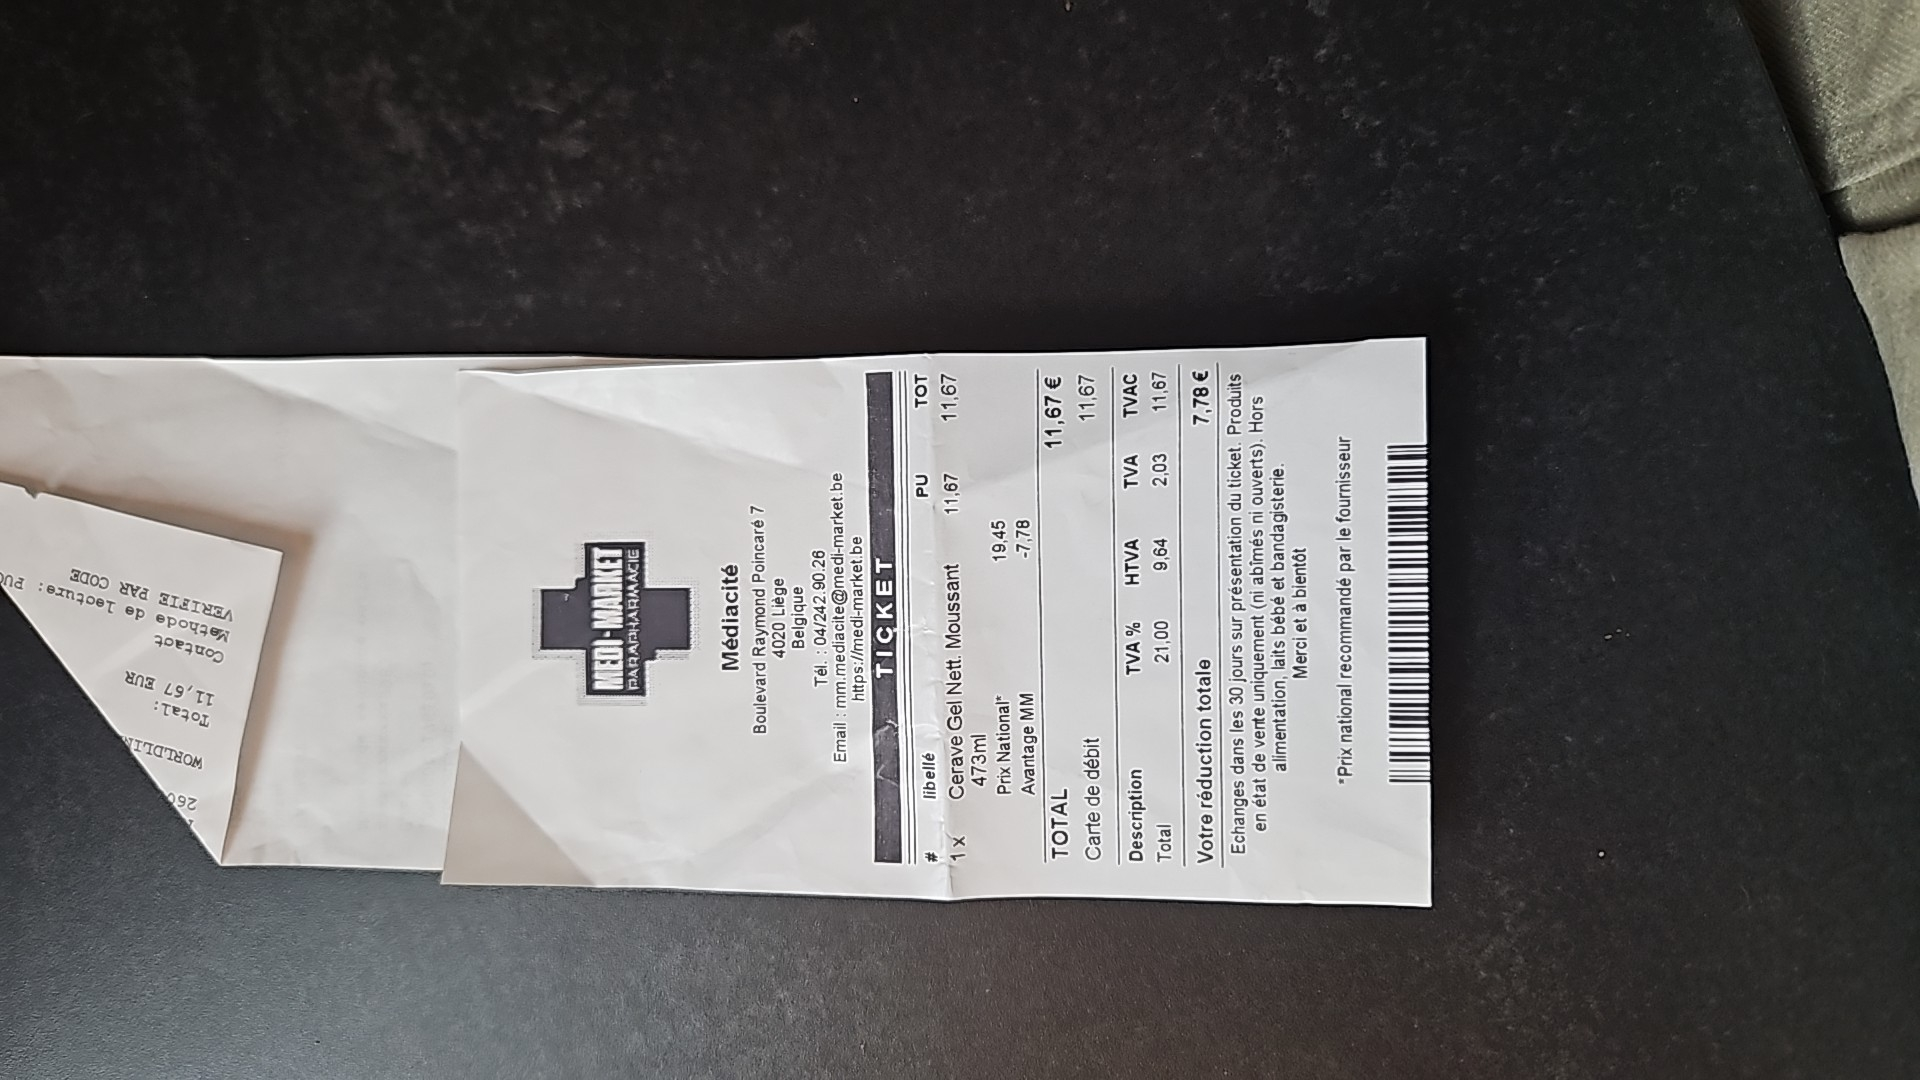 MEDI-MARKET
PARAPHARMACIE
Médiacité
Boulevard Raymond Poincaré 7
4020 Liège
Belgique
Tél. : 04/242.90.26
Email : mm.mediacite@medi-market.be
https://medi-market.be
TICKET
# libellé PU TOT
1 x Cerave Gel Nett. Moussant 11,67 11,67
473ml
Prix National* 19,45
Avantage MM -7,78
TOTAL 11,67 €
Carte de débit 11,67
Description TVA % HTVA TVA TVAC
Total 21,00 9,64 2,03 11,67
Votre réduction totale 7,78 €
Echanges dans les 30 jours sur présentation du ticket. Produits
en état de vente uniquement (ni abîmés ni ouverts). Hors
alimentation, laits bébé et bandagisterie.
Merci et à bientôt
*Prix national recommandé par le fournisseur
Total:
11,67 EUR
Contact
Methode de lecture:
VERIFIE PAR CODE